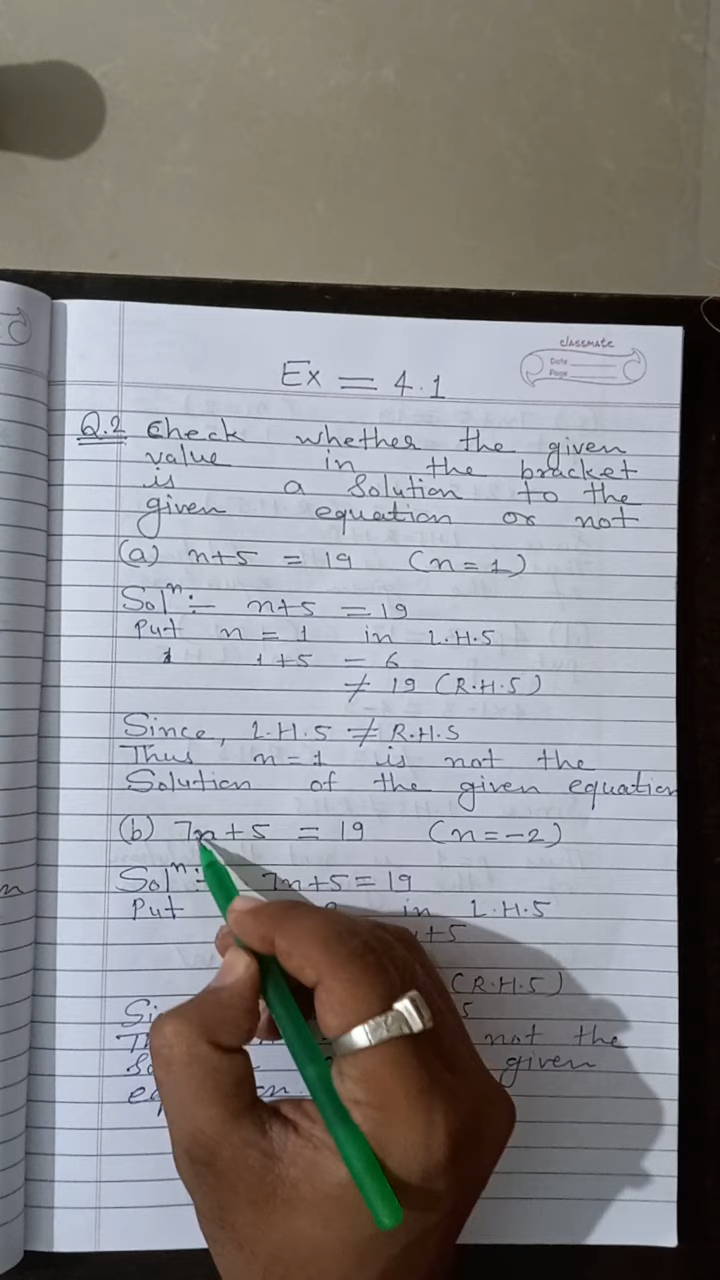 classmate
Date
Page
Ex = 4.1
Q.2 Check whether the given
value in the bracket
is a solution to the
given equation or not
(a) n+5 = 19 (n=1)
Solⁿ:- n+5 = 19
Put n = 1 in L.H.S
1+5 = 6
≠ 19 (R.H.S)
Since, L.H.S ≠ R.H.S
Thus n=1 is not the
Solution of the given equation
(b) 7n+5 = 19 (n=-2)
Solⁿ:- 7n+5 = 19
Put in L.H.S
+5
(R.H.S)
not the
given